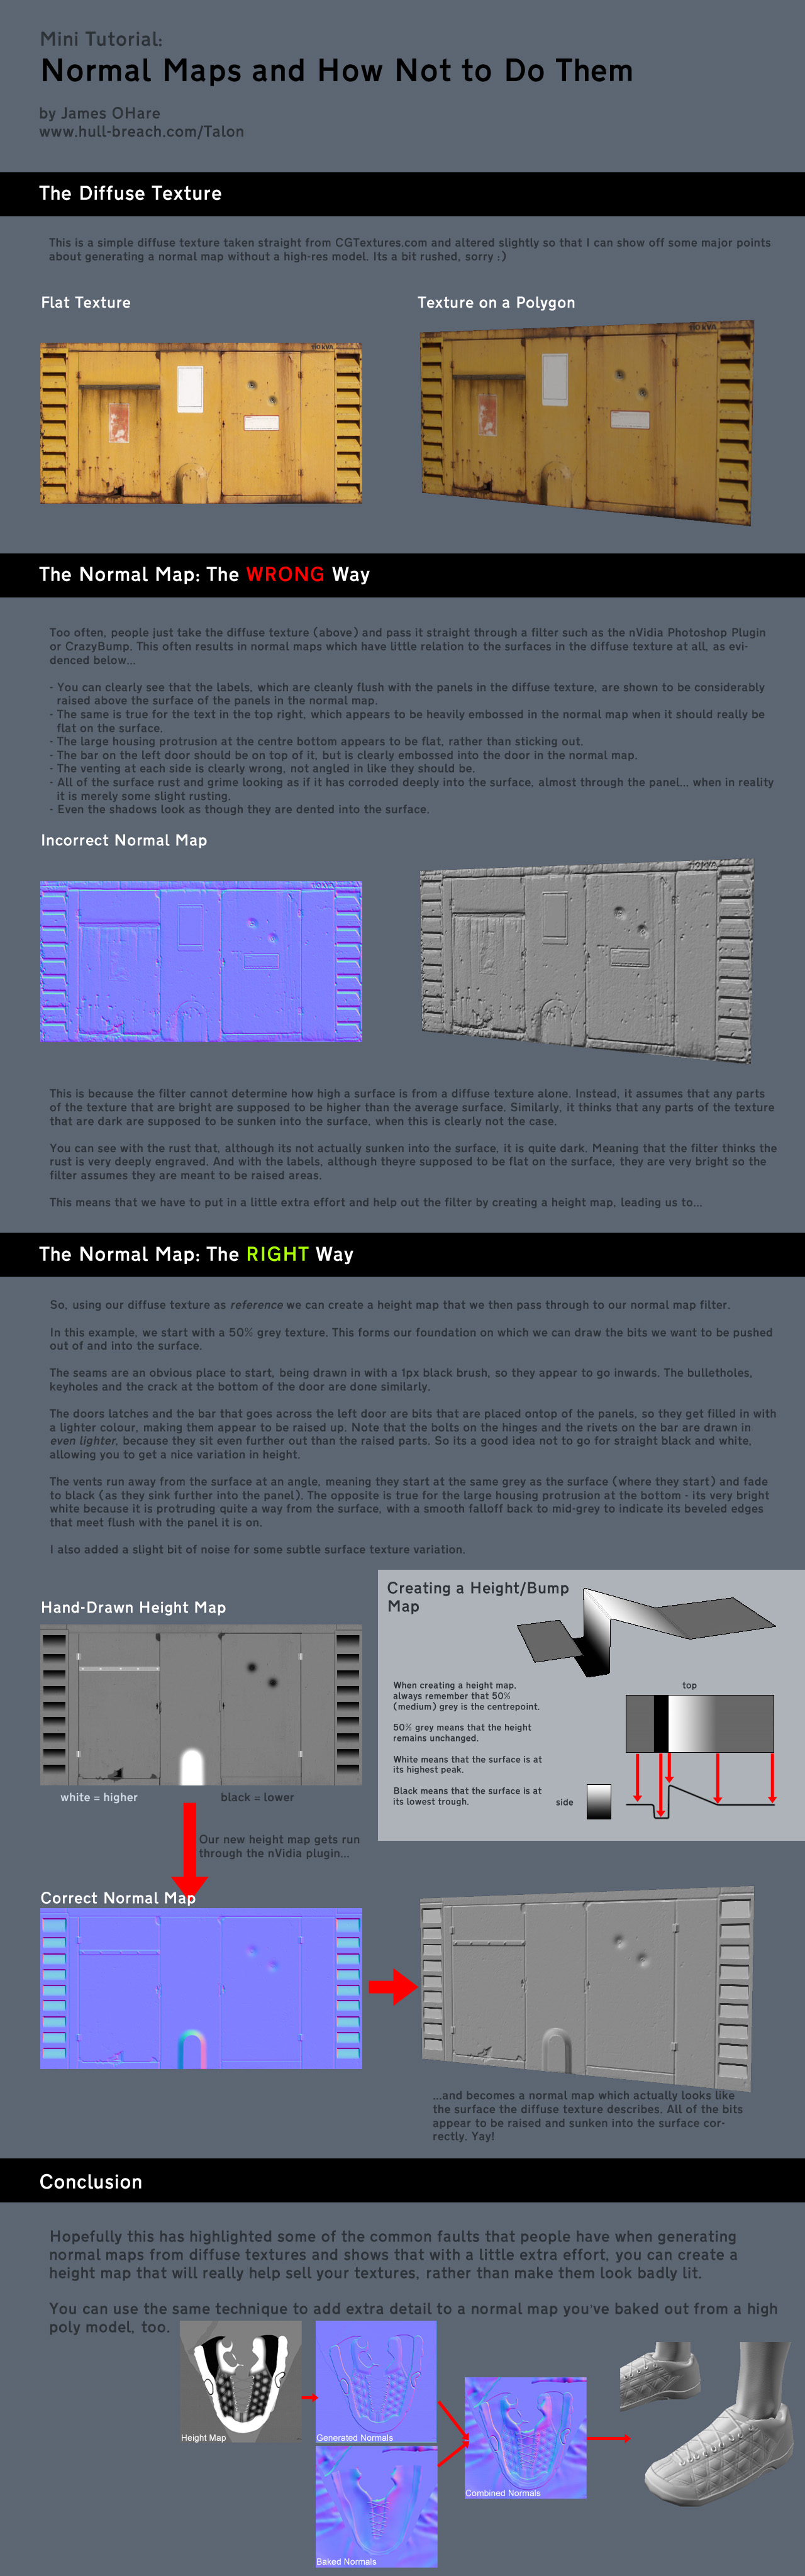 Mini Tutorial:
Normal Maps and How Not to Do Them
by James OHare
www.hull-breach.com/Talon
The Diffuse Texture
This is a simple diffuse texture taken straight from CGTextures.com and altered slightly so that I can show off some major points
about generating a normal map without a high-res model. Its a bit rushed, sorry :)
Flat Texture
Texture on a Polygon
110 KVA
110 KVA
The Normal Map: The WRONG Way
Too often, people just take the diffuse texture (above) and pass it straight through a filter such as the nVidia Photoshop Plugin
or CrazyBump. This often results in normal maps which have little relation to the surfaces in the diffuse texture at all, as evi-
denced below...
- You can clearly see that the labels, which are cleanly flush with the panels in the diffuse texture, are shown to be considerably
raised above the surface of the panels in the normal map.
- The same is true for the text in the top right, which appears to be heavily embossed in the normal map when it should really be
flat on the surface.
- The large housing protrusion at the centre bottom appears to be flat, rather than sticking out.
- The bar on the left door should be on top of it, but is clearly embossed into the door in the normal map.
- The venting at each side is clearly wrong, not angled in like they should be.
- All of the surface rust and grime looking as if it has corroded deeply into the surface, almost through the panel... when in reality
it is merely some slight rusting.
- Even the shadows look as though they are dented into the surface.
Incorrect Normal Map
110 KVA
110 KVA
This is because the filter cannot determine how high a surface is from a diffuse texture alone. Instead, it assumes that any parts
of the texture that are bright are supposed to be higher than the average surface. Similarly, it thinks that any parts of the texture
that are dark are supposed to be sunken into the surface, when this is clearly not the case.
You can see with the rust that, although its not actually sunken into the surface, it is quite dark. Meaning that the filter thinks the
rust is very deeply engraved. And with the labels, although theyre supposed to be flat on the surface, they are very bright so the
filter assumes they are meant to be raised areas.
This means that we have to put in a little extra effort and help out the filter by creating a height map, leading us to...
The Normal Map: The RIGHT Way
So, using our diffuse texture as reference we can create a height map that we then pass through to our normal map filter.
In this example, we start with a 50% grey texture. This forms our foundation on which we can draw the bits we want to be pushed
out of and into the surface.
The seams are an obvious place to start, being drawn in with a 1px black brush, so they appear to go inwards. The bulletholes,
keyholes and the crack at the bottom of the door are done similarly.
The doors latches and the bar that goes across the left door are bits that are placed ontop of the panels, so they get filled in with
a lighter colour, making them appear to be raised up. Note that the bolts on the hinges and the rivets on the bar are drawn in
even lighter, because they sit even further out than the raised parts. So its a good idea not to go for straight black and white,
allowing you to get a nice variation in height.
The vents run away from the surface at an angle, meaning they start at the same grey as the surface (where they start) and fade
to black (as they sink further into the panel). The opposite is true for the large housing protrusion at the bottom - its very bright
white because it is protruding quite a way from the surface, with a smooth falloff back to mid-grey to indicate its beveled edges
that meet flush with the panel it is on.
I also added a slight bit of noise for some subtle surface texture variation.
Hand-Drawn Height Map
white = higher
black = lower
Creating a Height/Bump
Map
When creating a height map,
always remember that 50%
(medium) grey is the centrepoint.
50% grey means that the height
remains unchanged.
White means that the surface is at
its highest peak.
Black means that the surface is at
its lowest trough.
top
side
Our new height map gets run
through the nVidia plugin...
Correct Normal Map
...and becomes a normal map which actually looks like
the surface the diffuse texture describes. All of the bits
appear to be raised and sunken into the surface cor-
rectly. Yay!
Conclusion
Hopefully this has highlighted some of the common faults that people have when generating
normal maps from diffuse textures and shows that with a little extra effort, you can create a
height map that will really help sell your textures, rather than make them look badly lit.
You can use the same technique to add extra detail to a normal map you've baked out from a high
poly model, too.
Height Map
Generated Normals
Combined Normals
Baked Normals